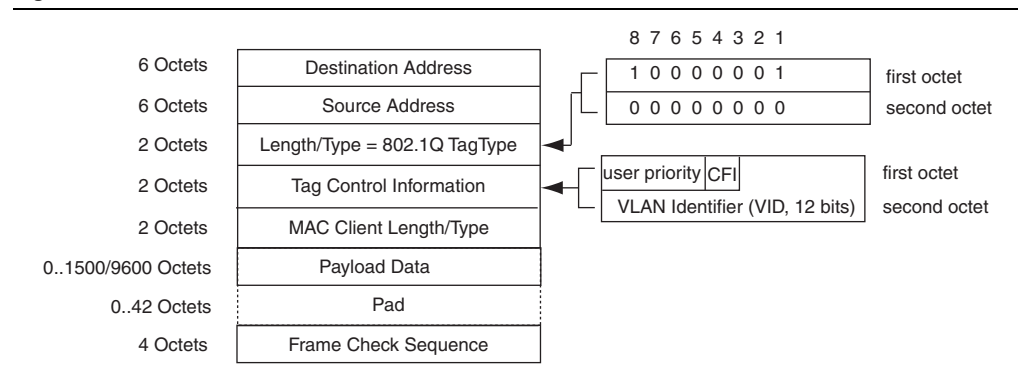 8 7 6 5 4 3 2 1
6 Octets Destination Address
1 0 0 0 0 0 0 1 first octet
6 Octets Source Address
0 0 0 0 0 0 0 0 second octet
2 Octets Length/Type = 802.1Q TagType
2 Octets Tag Control Information
user priority CFI first octet
VLAN Identifier (VID, 12 bits) second octet
2 Octets MAC Client Length/Type
0..1500/9600 Octets Payload Data
0..42 Octets Pad
4 Octets Frame Check Sequence